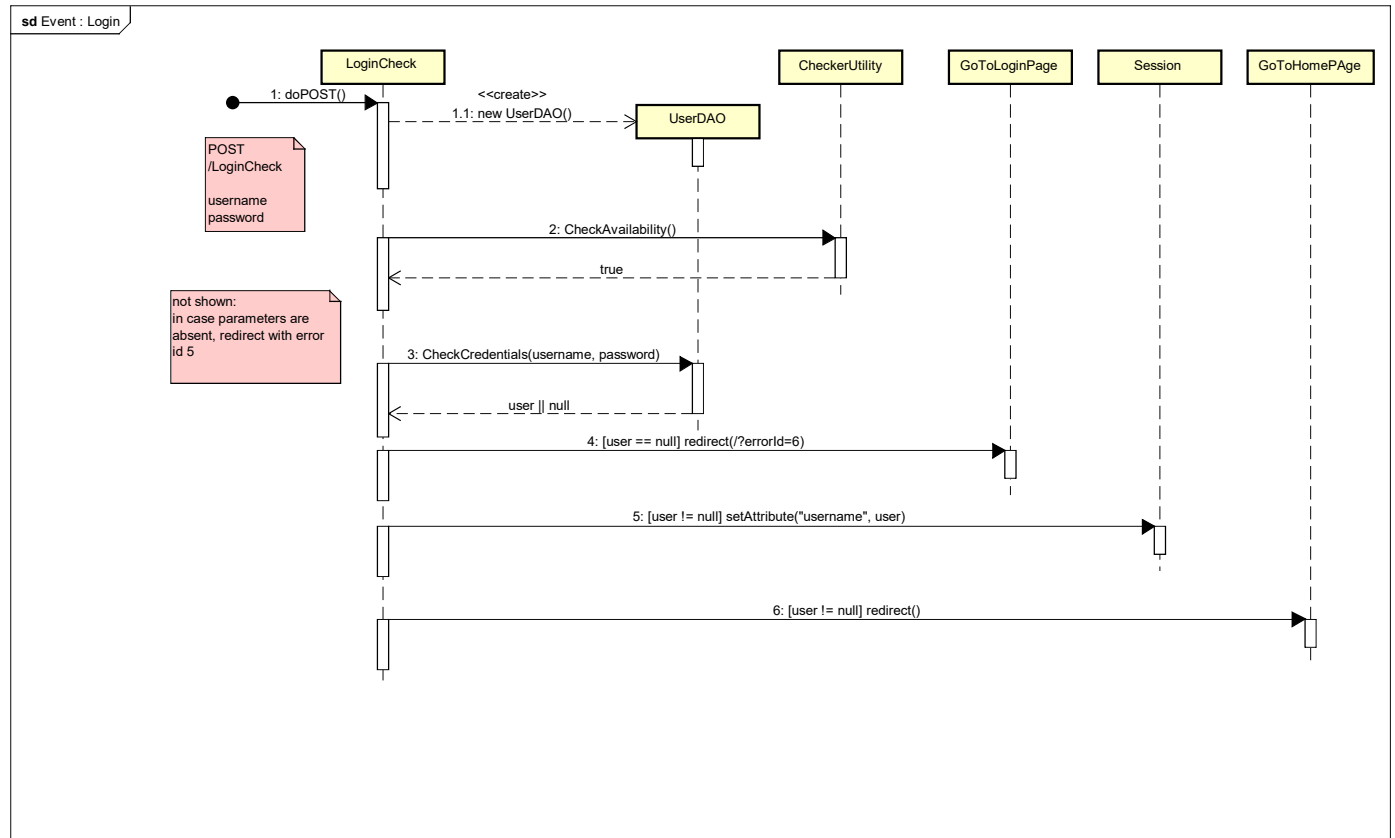 sd Event : Login
LoginCheck
CheckerUtility
GoToLoginPage
Session
GoToHomePAge
1: doPOST()
<<create>>
1.1: new UserDAO()
UserDAO
POST
/LoginCheck
username
password
2: CheckAvailability()
true
not shown:
in case parameters are
absent, redirect with error
id 5
3: CheckCredentials(username, password)
user || null
4: [user == null] redirect(/?errorId=6)
5: [user != null] setAttribute("username", user)
6: [user != null] redirect()